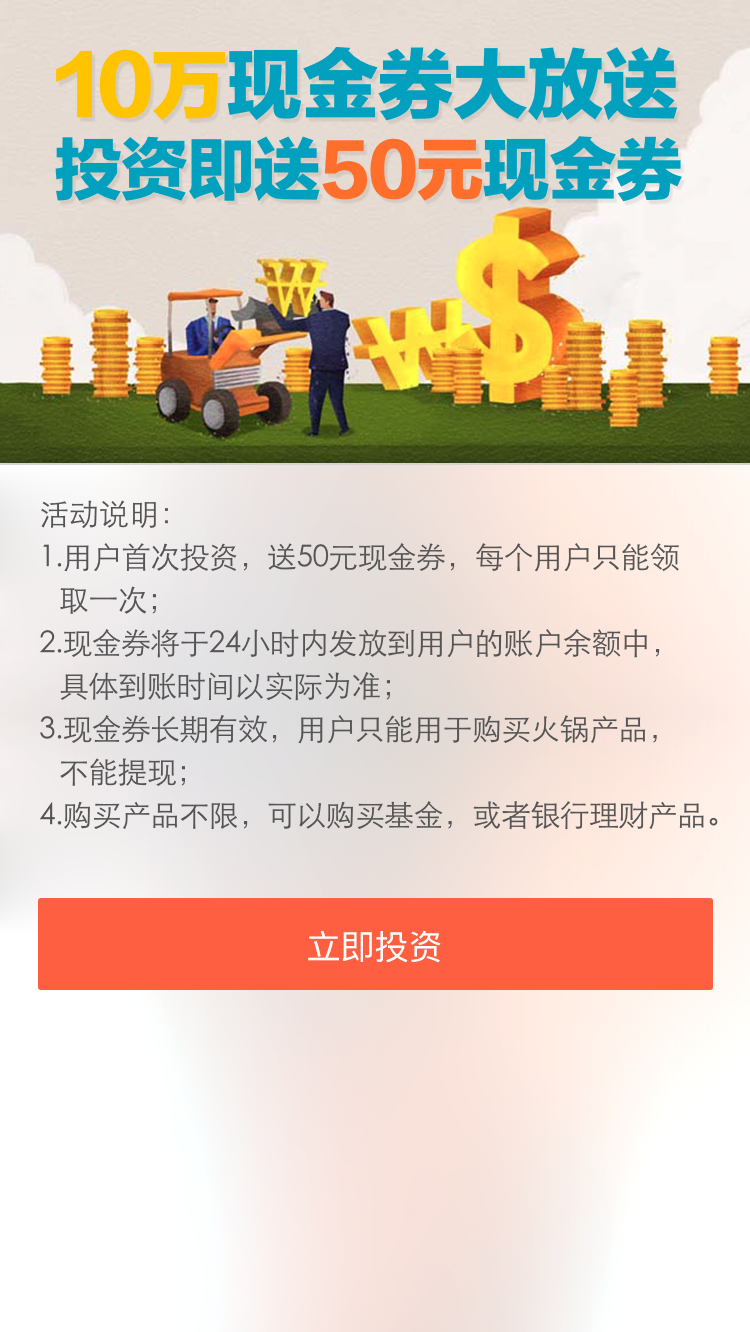 10万现金券大放送
投资即送50元现金券
活动说明：
1.用户首次投资，送50元现金券，每个用户只能领
取一次；
2.现金券将于24小时内发放到用户的账户余额中，
具体到账时间以实际为准；
3.现金券长期有效，用户只能用于购买火锅产品，
不能提现；
4.购买产品不限，可以购买基金，或者银行理财产品。
立即投资